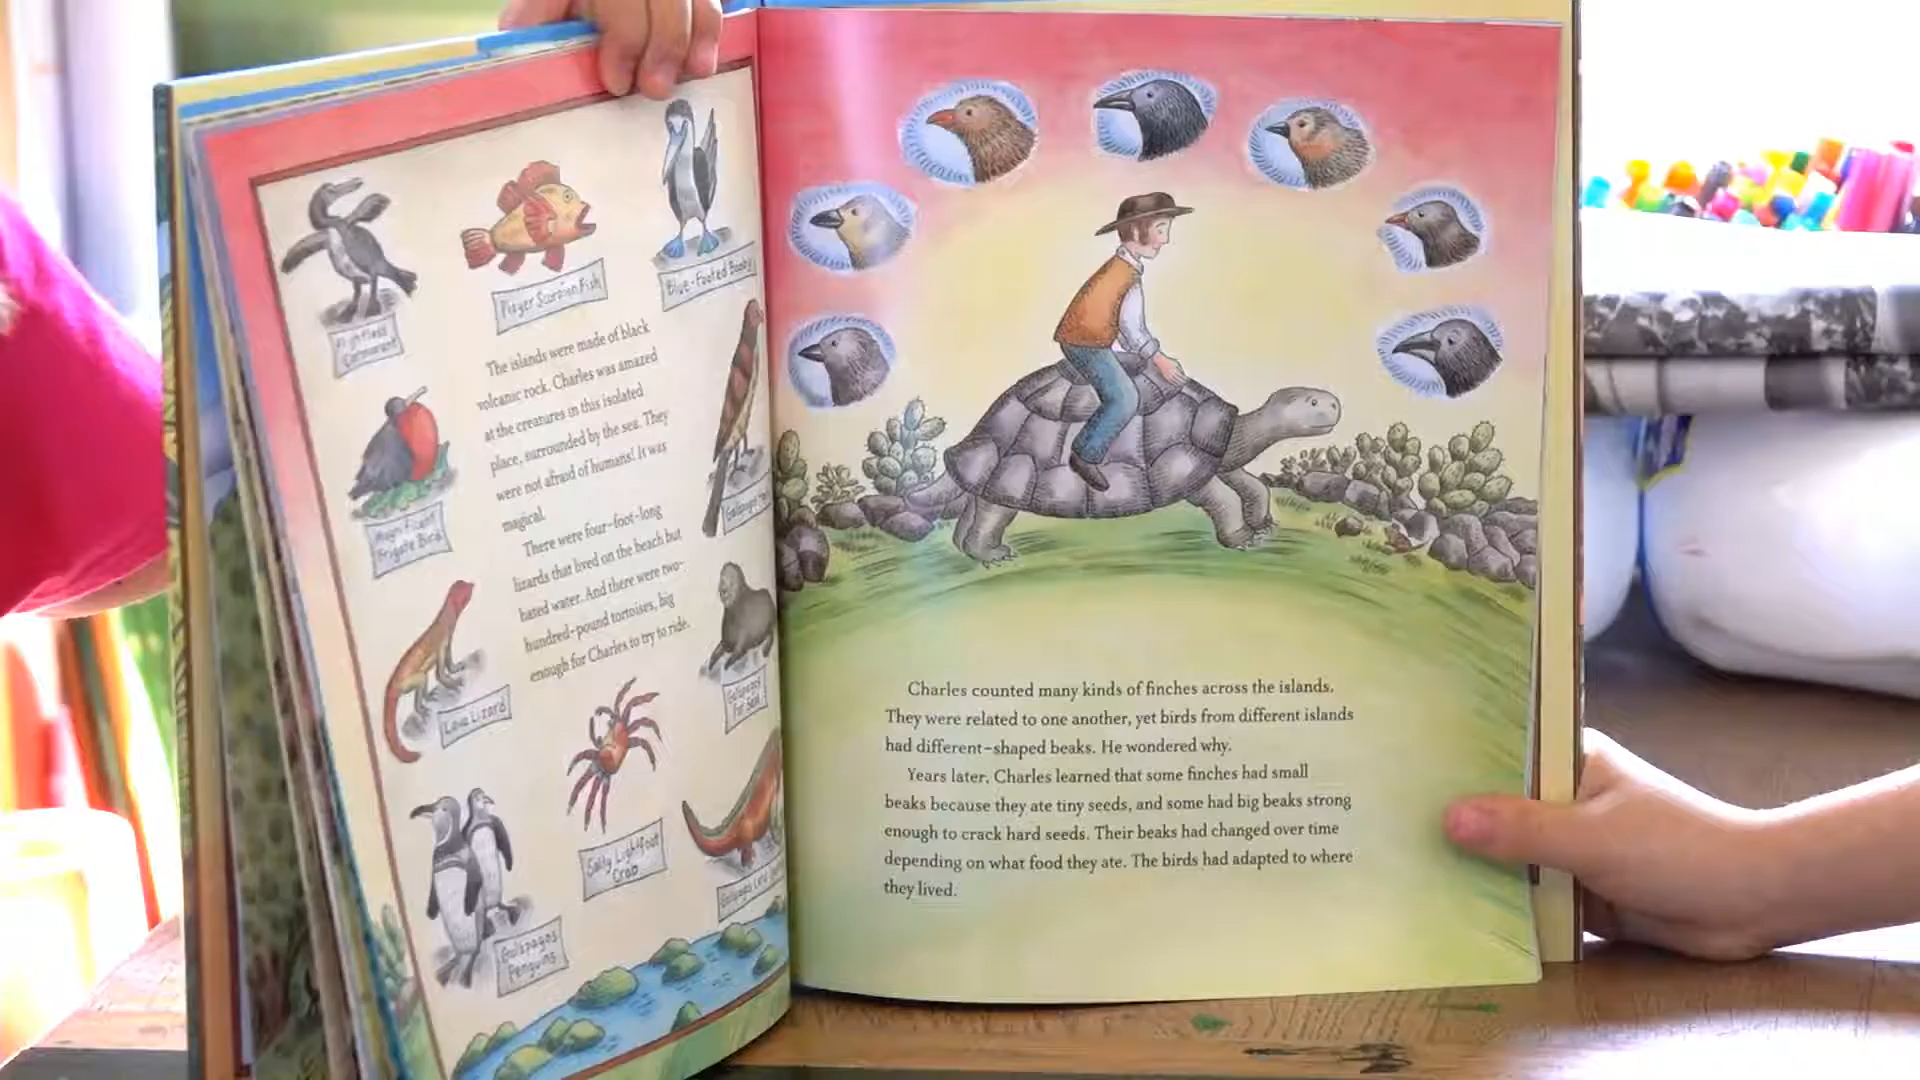 Flightless
Cormorant
Player Scorpion Fish
Blue-Footed Booby
The islands were made of black
volcanic rock. Charles was amazed
at the creatures in this isolated
place, surrounded by the sea. They
were not afraid of humans! It was
magical.
Magnificent
Frigate Bird
Galapagos
There were four-foot-long
lizards that lived on the beach but
hated water. And there were two-
hundred-pound tortoises, big
enough for Charles to try to ride.
Lava Lizard
Galapagos
Fur Seal
Sally Lightfoot
Crab
Galapagos Land
Galapagos
Penguins
Charles counted many kinds of finches across the islands.
They were related to one another, yet birds from different islands
had different-shaped beaks. He wondered why.
Years later, Charles learned that some finches had small
beaks because they ate tiny seeds, and some had big beaks strong
enough to crack hard seeds. Their beaks had changed over time
depending on what food they ate. The birds had adapted to where
they lived.